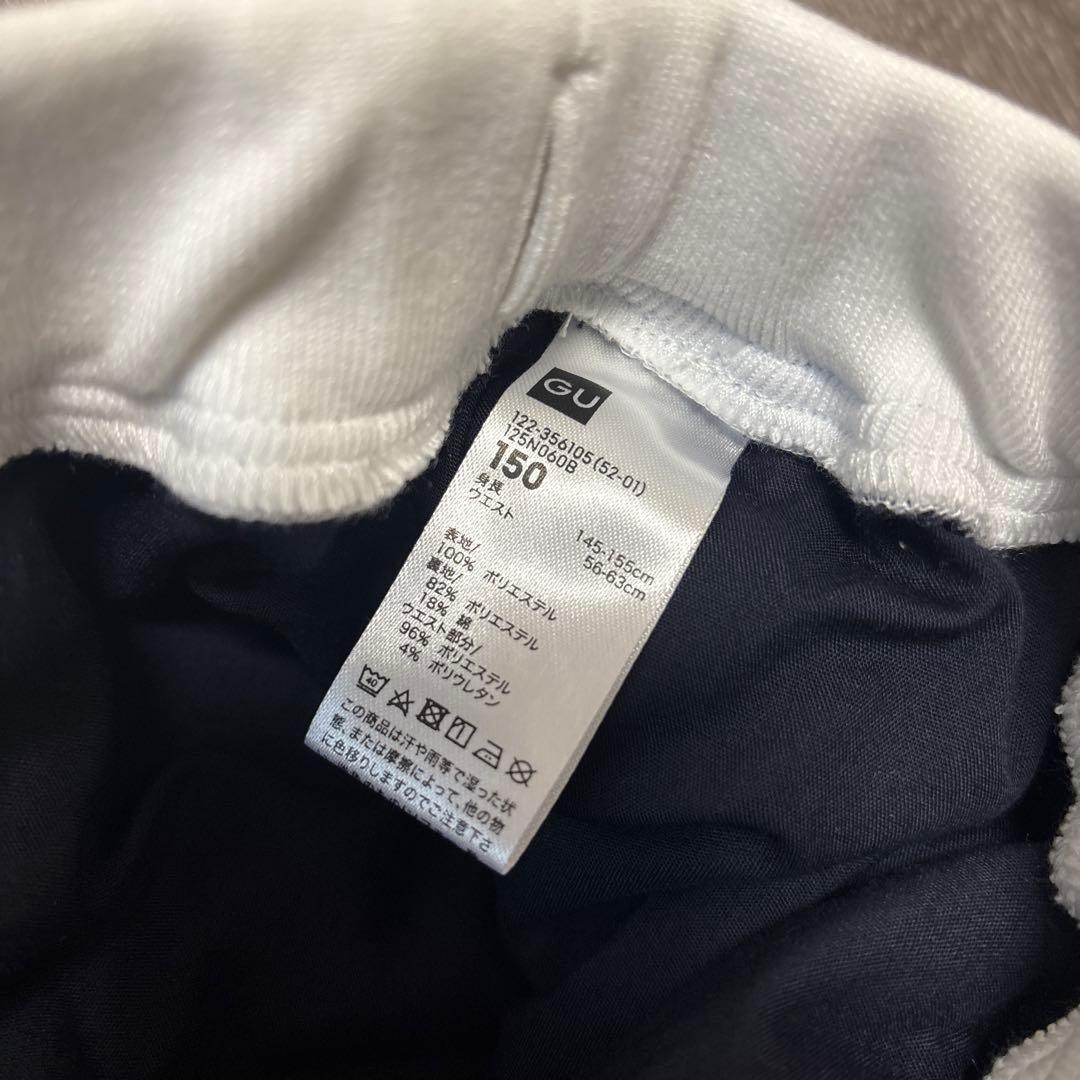 GU
122-356105(52-01)
125N060B
150
身長 145-155cm
ウエスト 56-63cm
表地/
100% ポリエステル
裏地/
82% ポリエステル
18% 綿
ウエスト部分/
96% ポリエステル
4% ポリウレタン
40
この商品は汗や雨等で湿った状
態、または摩擦によって、他の物
に色移りしますのでご注意下さ